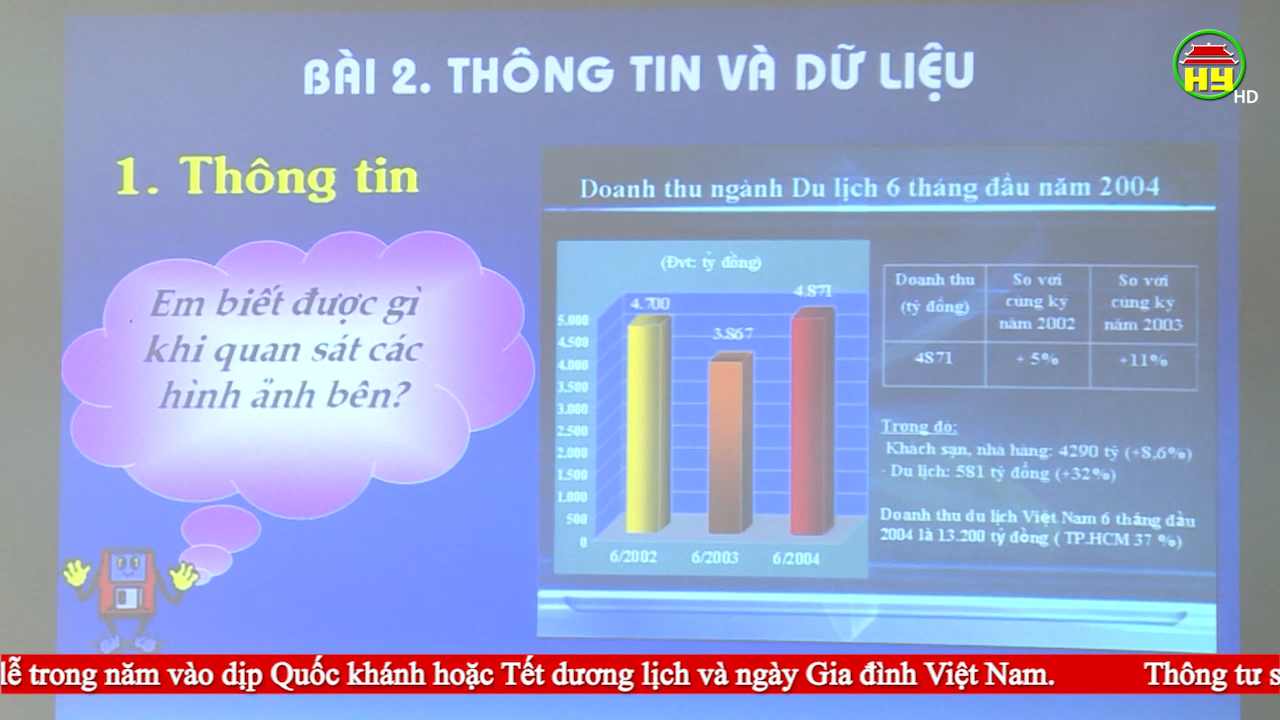 BÀI 2. THÔNG TIN VÀ DỮ LIỆU
HY
HD
1. Thông tin
Em biết được gì
khi quan sát các
hình ảnh bên?
Doanh thu ngành Du lịch 6 tháng đầu năm 2004
(Đvt: tỷ đồng)
4.700
3.867
4.871
5.000
4.500
4.000
3.500
3.000
2.500
2.000
1.500
1.000
500
0
6/2002 6/2003 6/2004
Doanh thu
(tỷ đồng)
So với
cùng kỳ
năm 2002
So với
cùng kỳ
năm 2003
4871 + 5% +11%
Trong đó:
Khách sạn, nhà hàng: 4290 tỷ (+8,6%)
- Du lịch: 581 tỷ đồng (+32%)
Doanh thu du lịch Việt Nam 6 tháng đầu
2004 là 13.200 tỷ đồng ( TP.HCM 37 %)
lễ trong năm vào dịp Quốc khánh hoặc Tết dương lịch và ngày Gia đình Việt Nam. Thông tư s